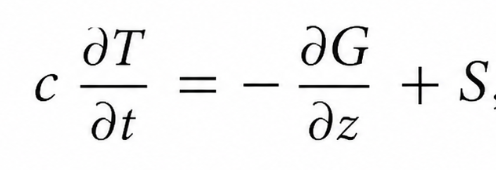 c ∂T/∂t = − ∂G/∂z + S,